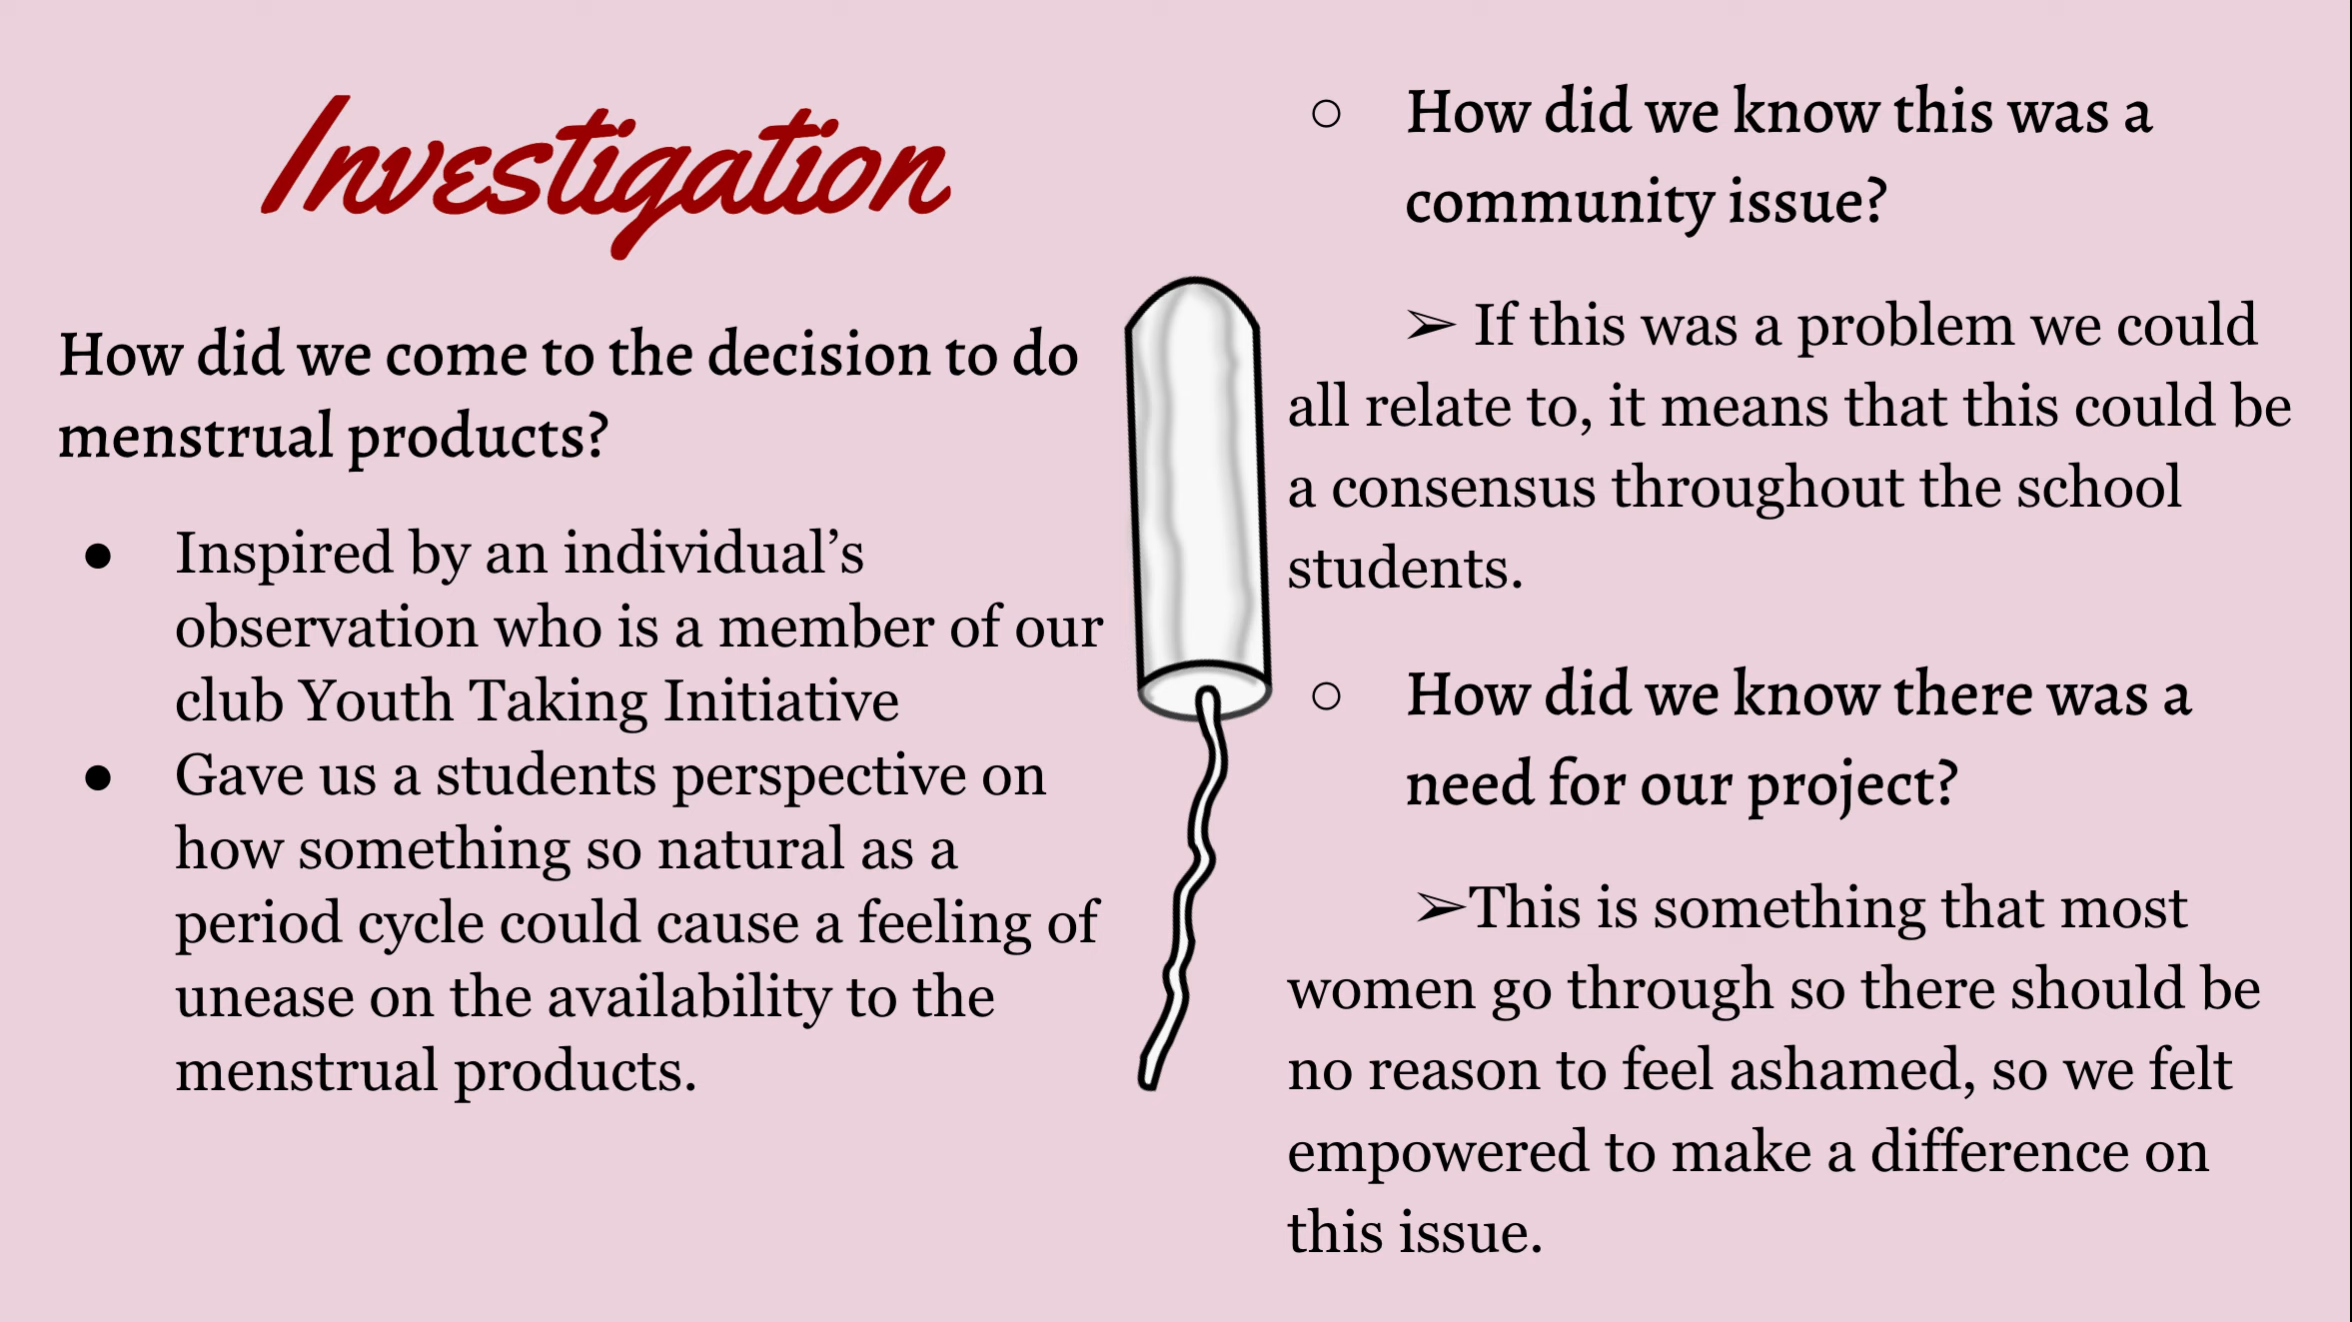 Investigation
How did we come to the decision to do
menstrual products?
● Inspired by an individual’s
observation who is a member of our
club Youth Taking Initiative
● Gave us a students perspective on
how something so natural as a
period cycle could cause a feeling of
unease on the availability to the
menstrual products.
○ How did we know this was a
community issue?
➢ If this was a problem we could
all relate to, it means that this could be
a consensus throughout the school
students.
○ How did we know there was a
need for our project?
➢This is something that most
women go through so there should be
no reason to feel ashamed, so we felt
empowered to make a difference on
this issue.